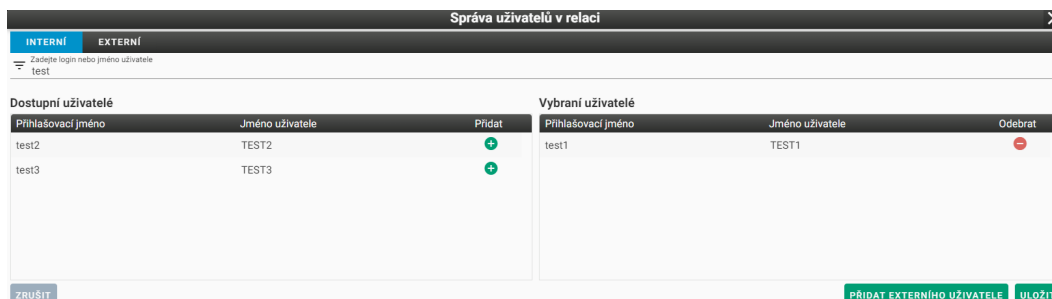 Správa uživatelů v relaci
INTERNÍ EXTERNÍ
Zadejte login nebo jméno uživatele
test
Dostupní uživatelé
Přihlašovací jméno Jméno uživatele Přidat
test2 TEST2
test3 TEST3
Vybraní uživatelé
Přihlašovací jméno Jméno uživatele Odebrat
test1 TEST1
ZRUŠIT
PŘIDAT EXTERNÍHO UŽIVATELE
ULOŽIT